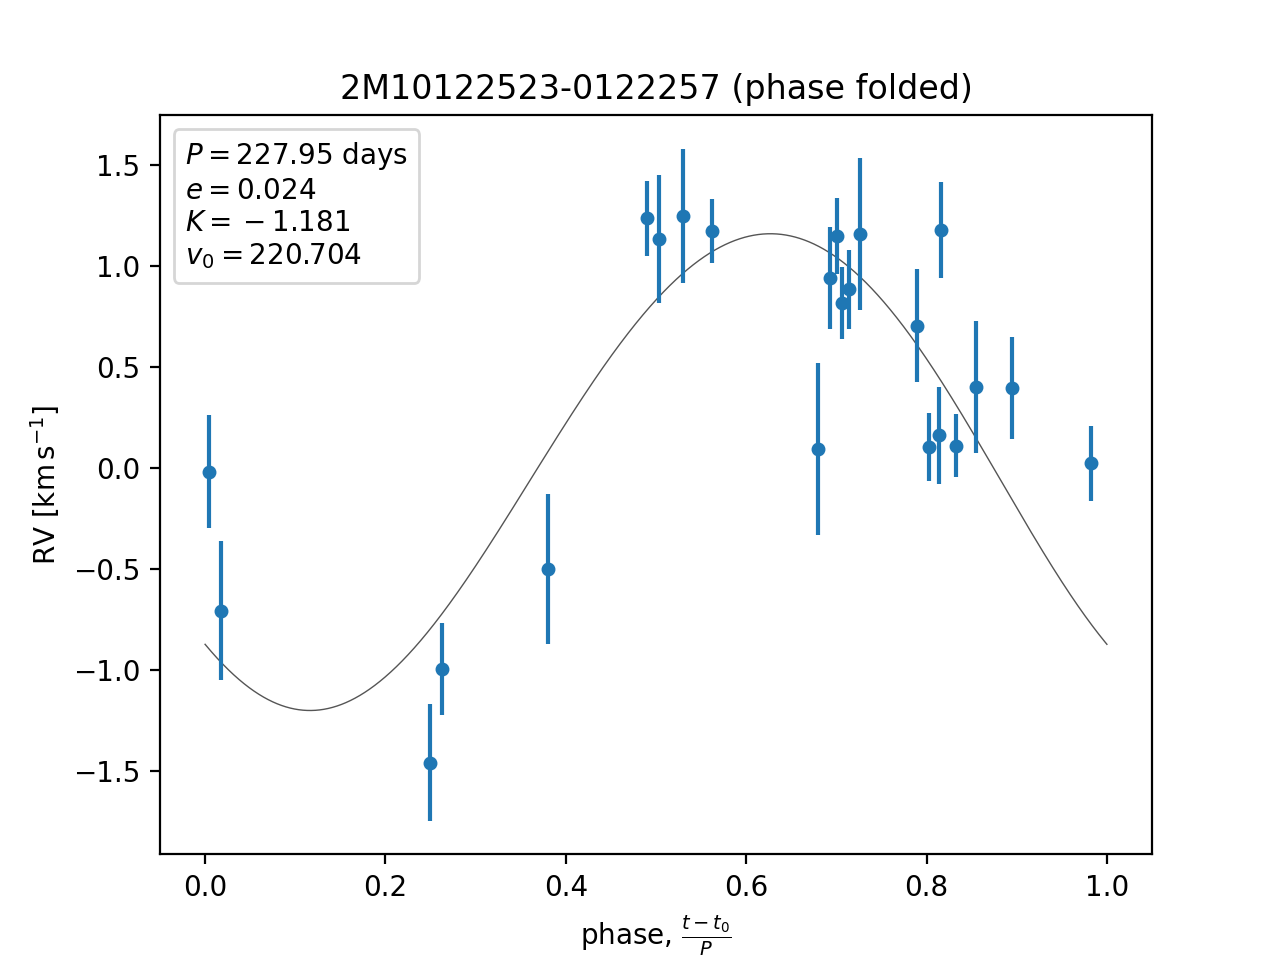 2M10122523-0122257 (phase folded)
P = 227.95 days
e = 0.024
K = −1.181
v₀ = 220.704
1.5
1.0
0.5
0.0
−0.5
−1.0
−1.5
RV [km s⁻¹]
0.0 0.2 0.4 0.6 0.8 1.0
phase, (t − t₀)/P